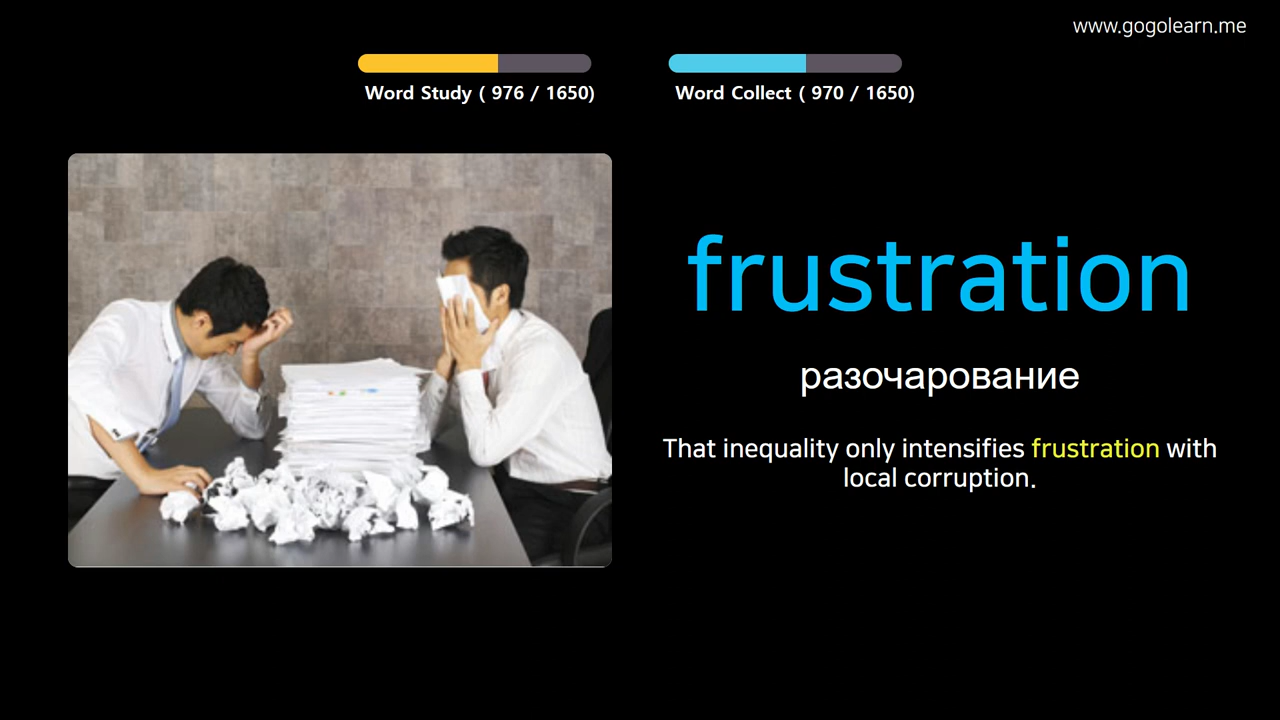 www.gogolearn.me
Word Study ( 976 / 1650)
Word Collect ( 970 / 1650)
frustration
разочарование
That inequality only intensifies frustration with
local corruption.